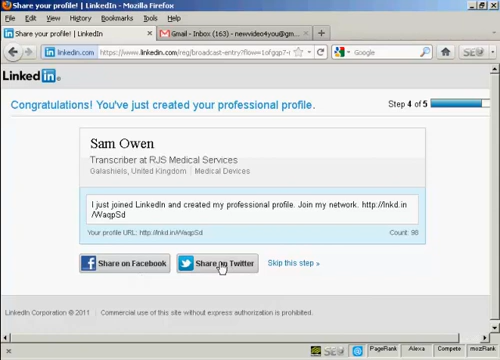 Share your profile! | LinkedIn - Mozilla Firefox
File Edit View History Bookmarks Tools Help
Share your profile! | LinkedIn Gmail - Inbox (163) - newvideo4you@gm...
linkedin.com https://www.linkedin.com/reg/broadcast-entry?flow= Google
LinkedIn
Congratulations! You've just created your professional profile. Step 4 of 5
Sam Owen
Transcriber at RJS Medical Services
Galashiels, United Kingdom | Medical Devices
I just joined LinkedIn and created my professional profile. Join my network. http://lnkd.in
/WaqpSd
Your profile URL: http://lnkd.in/WaqpSd Count: 98
Share on Facebook Share on Twitter Skip this step »
LinkedIn Corporation © 2011 | Commercial use of this site without express authorization is prohibited.
PageRank Alexa Compete mozRank